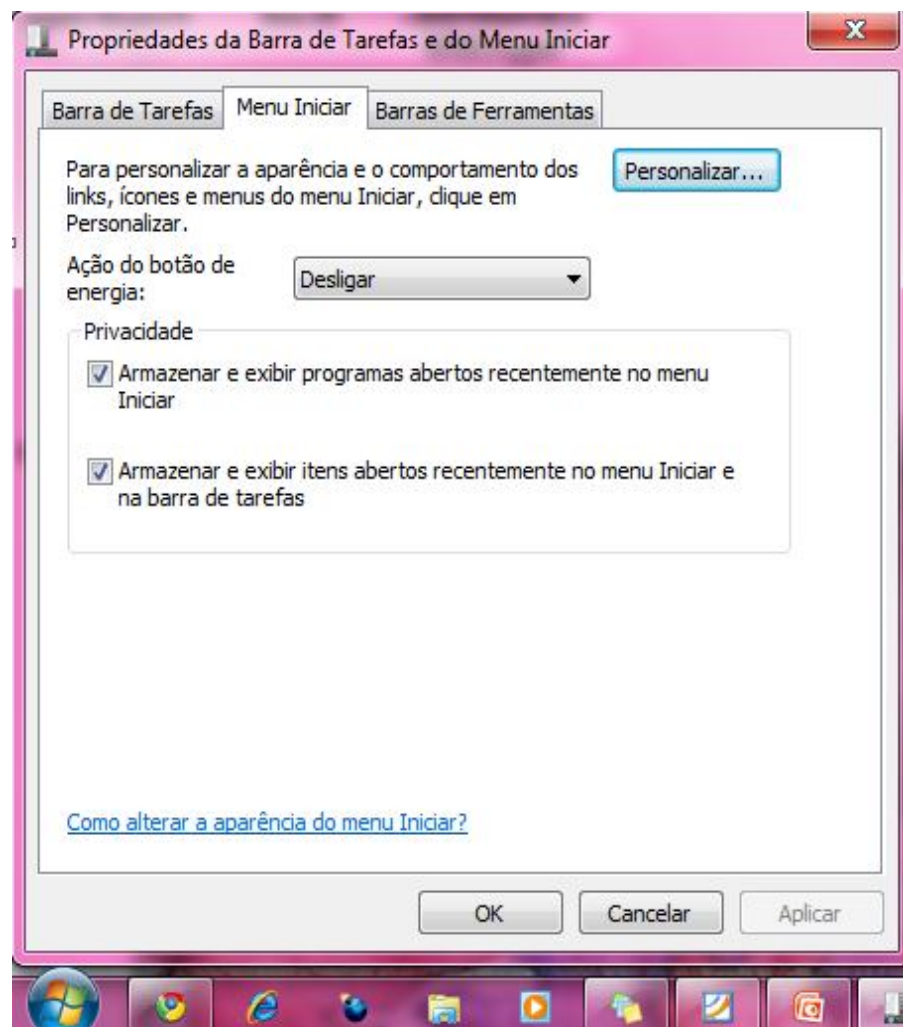 Propriedades da Barra de Tarefas e do Menu Iniciar
Barra de Tarefas
Menu Iniciar
Barras de Ferramentas
Para personalizar a aparência e o comportamento dos
links, ícones e menus do menu Iniciar, clique em
Personalizar.
Personalizar...
Ação do botão de
energia:
Desligar
Privacidade
Armazenar e exibir programas abertos recentemente no menu
Iniciar
Armazenar e exibir itens abertos recentemente no menu Iniciar e
na barra de tarefas
Como alterar a aparência do menu Iniciar?
OK
Cancelar
Aplicar